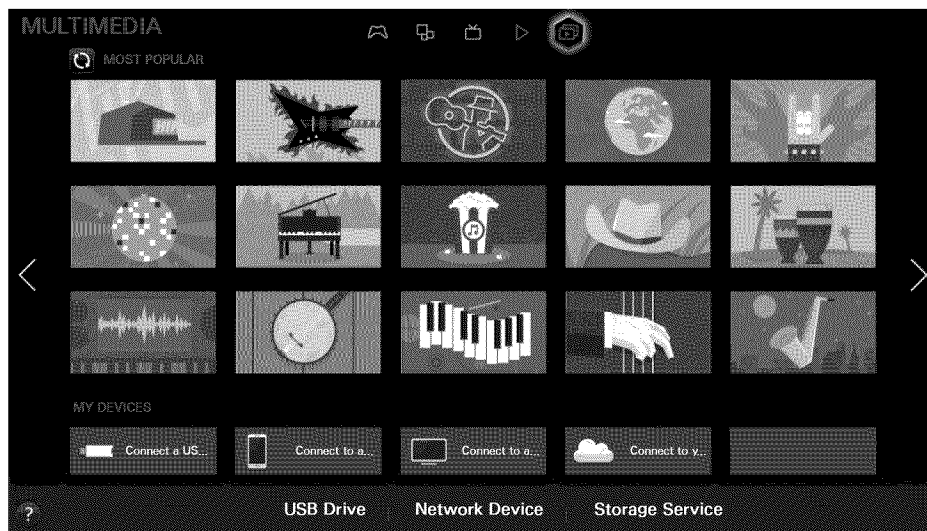 MULTIMEDIA
MOST POPULAR
MY DEVICES
Connect a US... Connect to a... Connect to a... Connect to y...
? USB Drive Network Device Storage Service